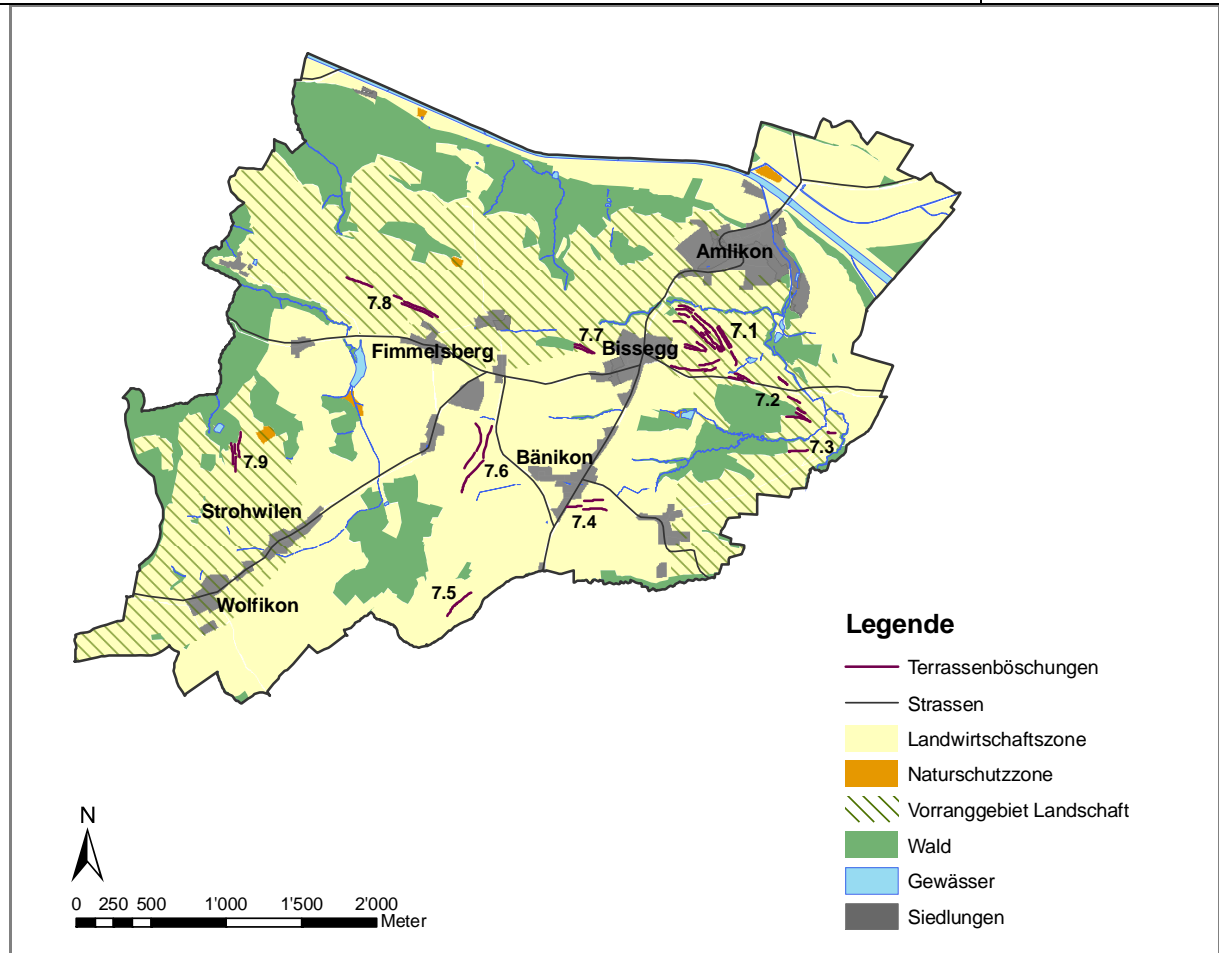 Amlikon
7.8
7.7
7.1
Fimmelsberg
Bissegg
7.2
7.3
7.9
7.6
Bänikon
Strohwilen
7.4
7.5
Wolfikon
Legende
Terrassenböschungen
Strassen
Landwirtschaftszone
Naturschutzzone
Vorranggebiet Landschaft
Wald
Gewässer
Siedlungen
N
0 250 500 1'000 1'500 2'000
Meter